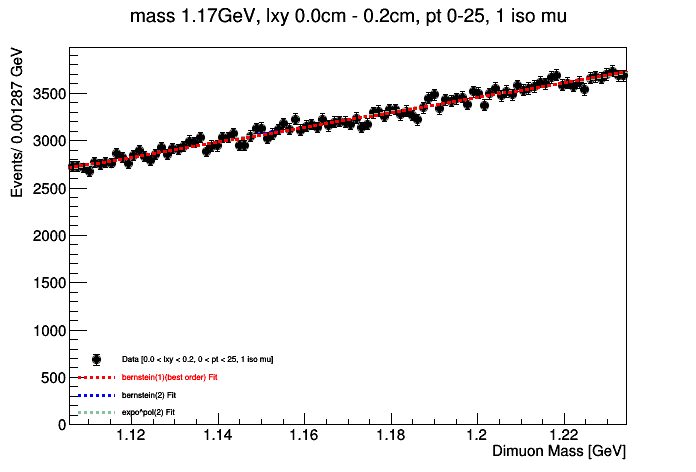 mass 1.17GeV, lxy 0.0cm - 0.2cm, pt 0-25, 1 iso mu
Events/ 0.001287 GeV
3500
3000
2500
2000
1500
1000
500
0
Data [0.0 < lxy < 0.2, 0 < pt < 25, 1 iso mu]
bernstein(1)(best order) Fit
bernstein(2) Fit
expo^pol(2) Fit
1.12 1.14 1.16 1.18 1.2 1.22
Dimuon Mass [GeV]